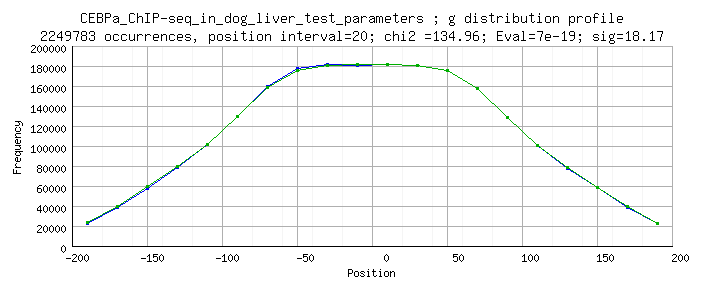 CEBPa_ChIP-seq_in_dog_liver_test_parameters ; g distribution profile
2249783 occurrences, position interval=20; chi2 =134.96; Eval=7e-19; sig=18.17
200000
180000
160000
140000
120000
100000
80000
60000
40000
20000
0
Frequency
-200 -150 -100 -50 0 50 100 150 200
Position